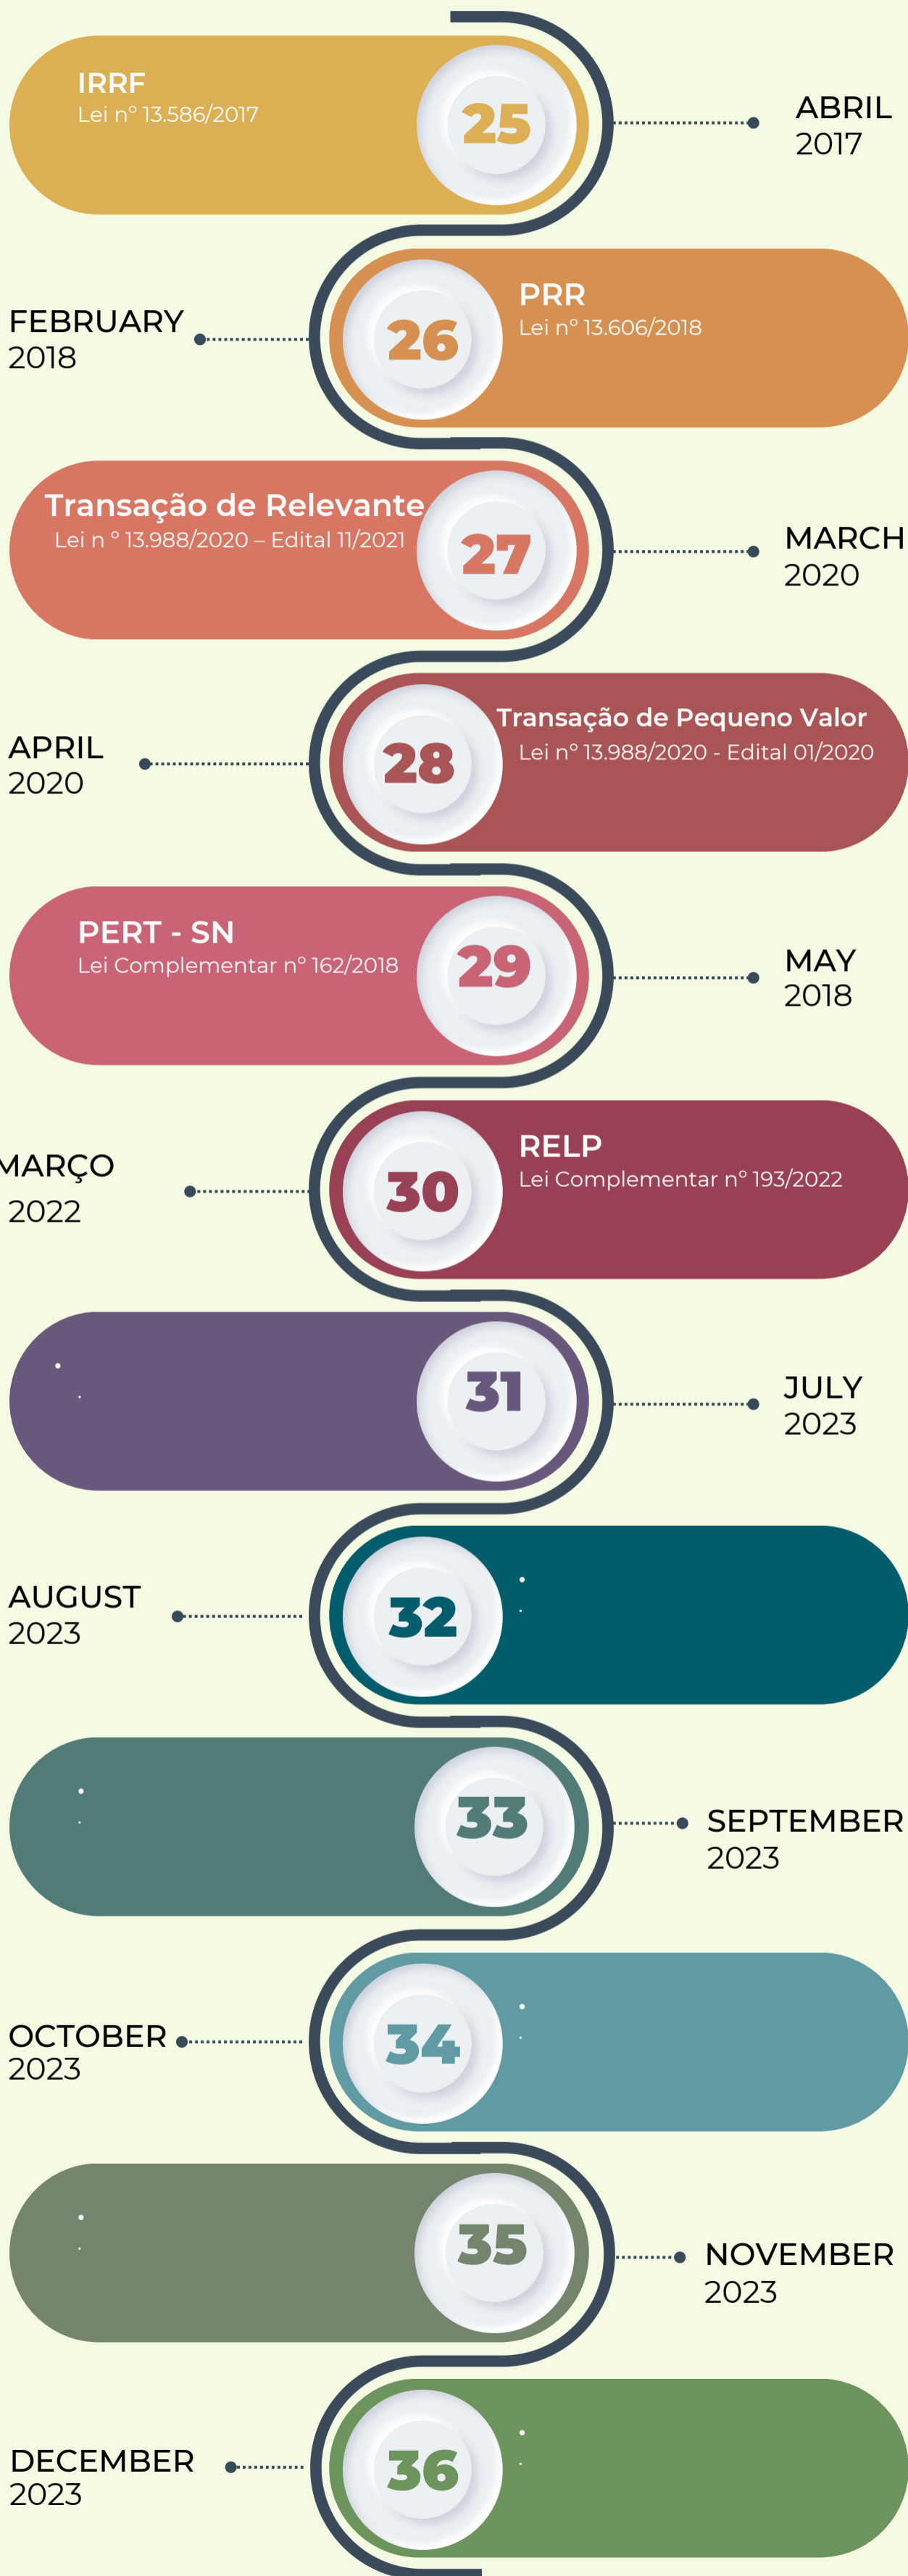 IRRF
Lei nº 13.586/2017
25
ABRIL
2017
FEBRUARY
2018
26
PRR
Lei nº 13.606/2018
Transação de Relevante
Lei n º 13.988/2020 – Edital 11/2021
27
MARCH
2020
APRIL
2020
28
Transação de Pequeno Valor
Lei nº 13.988/2020 - Edital 01/2020
PERT - SN
Lei Complementar nº 162/2018
29
MAY
2018
MARÇO
2022
30
RELP
Lei Complementar nº 193/2022
31
JULY
2023
AUGUST
2023
32
33
SEPTEMBER
2023
OCTOBER
2023
34
35
NOVEMBER
2023
DECEMBER
2023
36